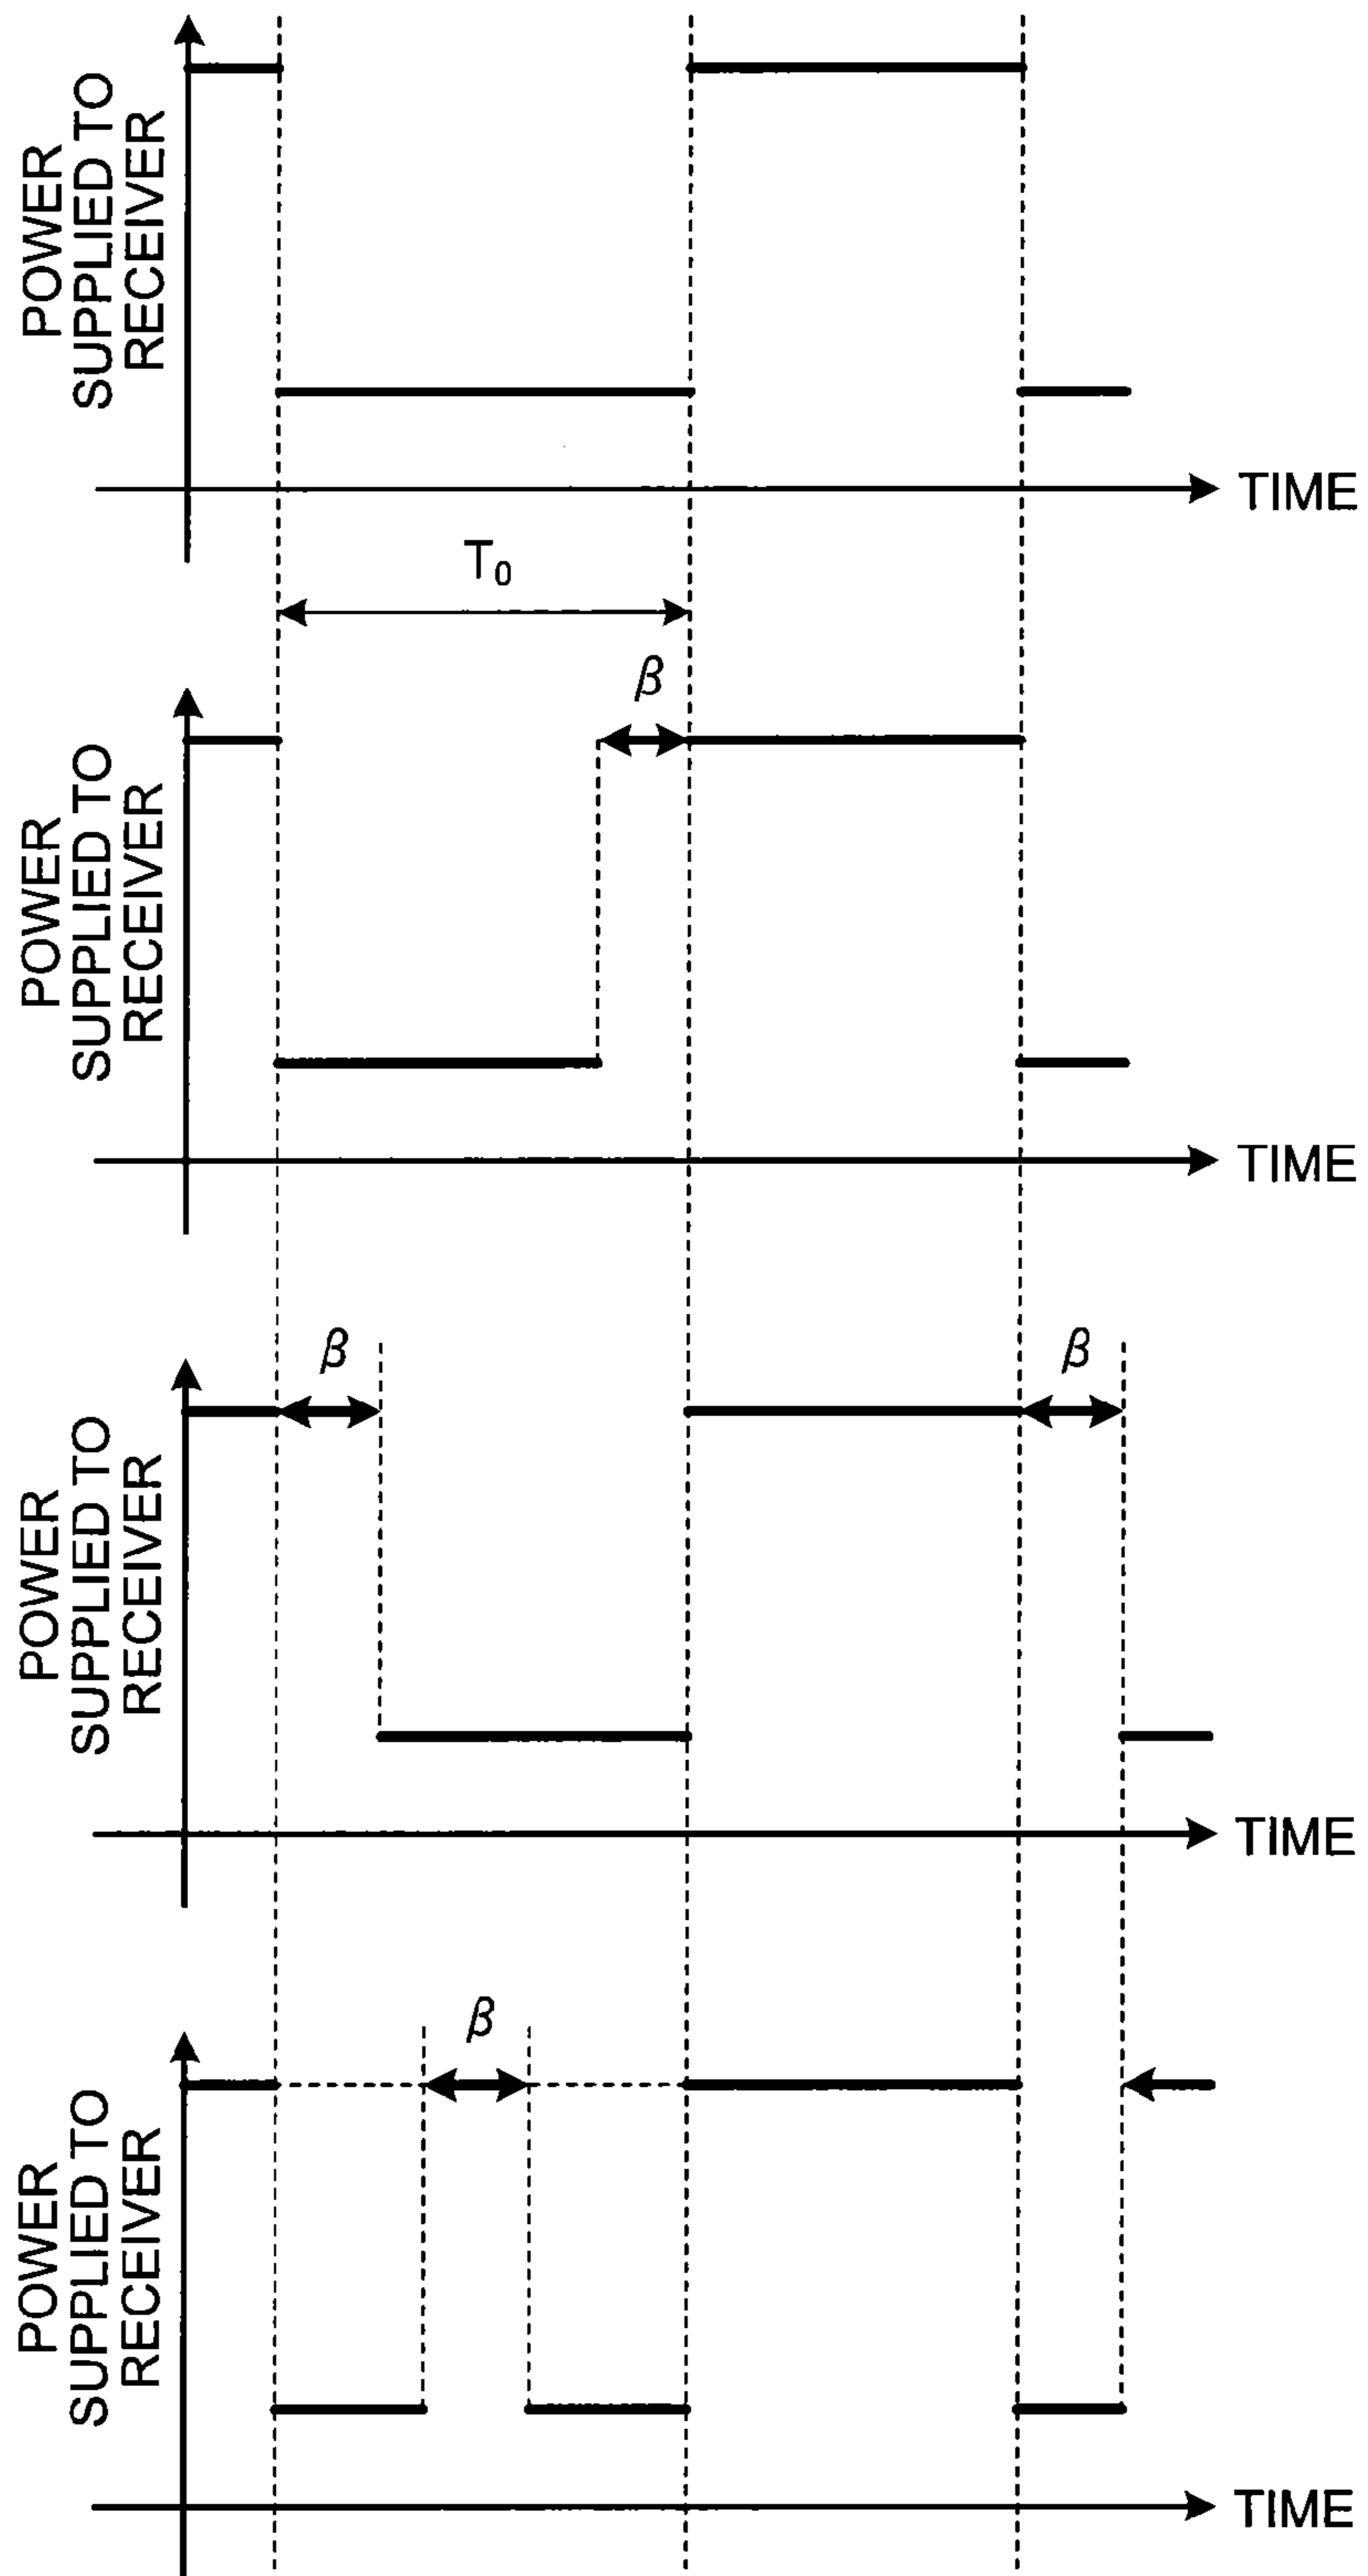 POWER
SUPPLIED TO
RECEIVER
TIME
T₀
β
POWER
SUPPLIED TO
RECEIVER
TIME
β
β
POWER
SUPPLIED TO
RECEIVER
TIME
β
POWER
SUPPLIED TO
RECEIVER
TIME